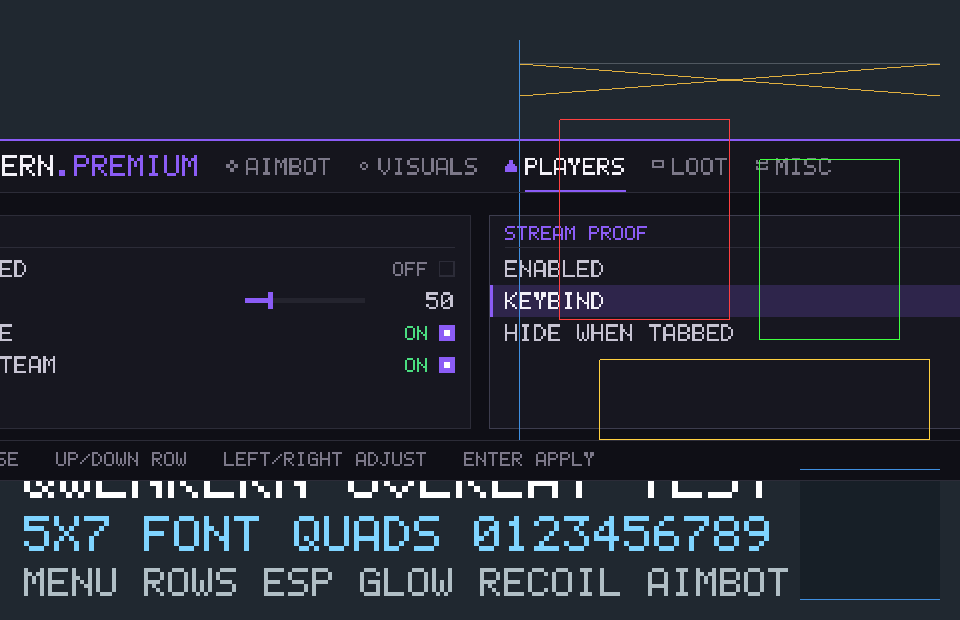 ERN.PREMIUM AIMBOT VISUALS PLAYERS LOOT MISC
STREAM PROOF
ED OFF ENABLED
50 KEYBIND
E ON HIDE WHEN TABBED
TEAM ON
SE UP/DOWN ROW LEFT/RIGHT ADJUST ENTER APPLY
5X7 FONT QUADS 0123456789
MENU ROWS ESP GLOW RECOIL AIMBOT